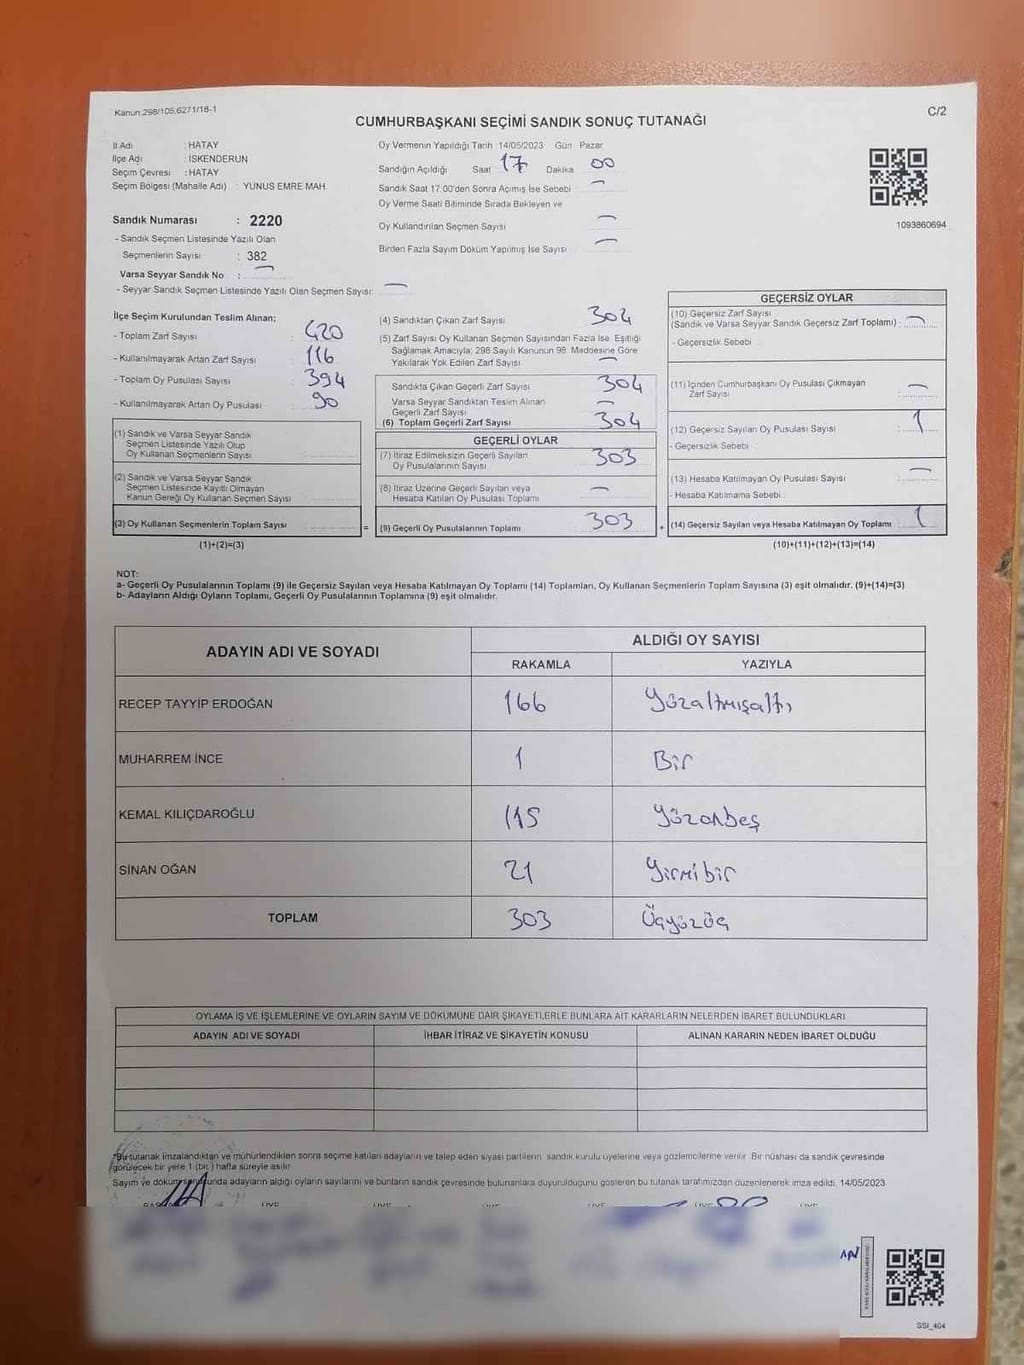 Kanun:298/105,6271/18-1
C/2
CUMHURBAŞKANI SEÇİMİ SANDIK SONUÇ TUTANAĞI
İl Adı : HATAY
İlçe Adı : İSKENDERUN
Seçim Çevresi : HATAY
Seçim Bölgesi (Mahalle Adı) : YUNUS EMRE MAH.
Oy Vermenin Yapıldığı Tarih 14/05/2023 Gün Pazar
Sandığın Açıldığı Saat 17 Dakika 00
Sandık Saat 17:00'den Sonra Açılmış İse Sebebi
Oy Verme Saati Bitiminde Sırada Bekleyen ve
Oy Kullandırılan Seçmen Sayısı
Birden Fazla Sayım Döküm Yapılmış İse Sayısı
1093860694
Sandık Numarası : 2220
- Sandık Seçmen Listesinde Yazılı Olan
Seçmenlerin Sayısı : 382
Varsa Seyyar Sandık No :
- Seyyar Sandık Seçmen Listesinde Yazılı Olan Seçmen Sayısı:
İlçe Seçim Kurulundan Teslim Alınan;
- Toplam Zarf Sayısı : 420
- Kullanılmayarak Artan Zarf Sayısı : 116
- Toplam Oy Pusulası Sayısı : 394
- Kullanılmayarak Artan Oy Pusulası : 90
(1) Sandık ve Varsa Seyyar Sandık
Seçmen Listesinde Yazılı Olup
Oy Kullanan Seçmenlerin Sayısı
(2) Sandık ve Varsa Seyyar Sandık
Seçmen Listesinde Kayıtlı Olmayan
Kanun Gereği Oy Kullanan Seçmen Sayısı
(3) Oy Kullanan Seçmenlerin Toplam Sayısı
(1)+(2)=(3)
(4) Sandıktan Çıkan Zarf Sayısı 304
(5) Zarf Sayısı Oy Kullanan Seçmen Sayısından Fazla İse, Eşitliği
Sağlamak Amacıyla; 298 Sayılı Kanunun 98. Maddesine Göre
Yakılarak Yok Edilen Zarf Sayısı
Sandıkta Çıkan Geçerli Zarf Sayısı 304
Varsa Seyyar Sandıktan Teslim Alınan
Geçerli Zarf Sayısı
(6) Toplam Geçerli Zarf Sayısı 304
GEÇERLİ OYLAR
(7) İtiraz Edilmeksizin Geçerli Sayılan
Oy Pusulalarının Sayısı 303
(8) İtiraz Üzerine Geçerli Sayılan veya
Hesaba Katılan Oy Pusulası Toplamı
= (9) Geçerli Oy Pusulalarının Toplamı 303
GEÇERSİZ OYLAR
(10) Geçersiz Zarf Sayısı
(Sandık ve Varsa Seyyar Sandık Geçersiz Zarf Toplamı) :
- Geçersizlik Sebebi
(11) İçinden Cumhurbaşkanı Oy Pusulası Çıkmayan
Zarf Sayısı :
(12) Geçersiz Sayılan Oy Pusulası Sayısı : 1
- Geçersizlik Sebebi :
(13) Hesaba Katılmayan Oy Pusulası Sayısı :
- Hesaba Katılmama Sebebi :
+ (14) Geçersiz Sayılan veya Hesaba Katılmayan Oy Toplamı : 1
(10)+(11)+(12)+(13)=(14)
NOT:
a- Geçerli Oy Pusulalarının Toplamı (9) ile Geçersiz Sayılan veya Hesaba Katılmayan Oy Toplamı (14) Toplamları, Oy Kullanan Seçmenlerin Toplam Sayısına (3) eşit olmalıdır. (9)+(14)=(3)
b- Adayların Aldığı Oyların Toplamı, Geçerli Oy Pusulalarının Toplamına (9) eşit olmalıdır.
ADAYIN ADI VE SOYADI
ALDIĞI OY SAYISI
RAKAMLA YAZIYLA
RECEP TAYYİP ERDOĞAN 166 Yüzaltmışaltı
MUHARREM İNCE 1 Bir
KEMAL KILIÇDAROĞLU 115 Yüzonbeş
SİNAN OĞAN 21 Yirmibir
TOPLAM 303 Üçyüzüç
OYLAMA İŞ VE İŞLEMLERİNE VE OYLARIN SAYIM VE DÖKÜMÜNE DAİR ŞİKAYETLERLE BUNLARA AİT KARARLARIN NELERDEN İBARET BULUNDUKLARI
ADAYIN ADI VE SOYADI İHBAR İTİRAZ VE ŞİKAYETİN KONUSU ALINAN KARARIN NEDEN İBARET OLDUĞU
*Bu tutanak imzalandıktan ve mühürlendikten sonra seçime katılan adayların ve talep eden siyasi partilerin sandık kurulu üyelerine veya gözlemcilerine verilir. Bir nüshası da sandık çevresinde
görülecek bir yere 1 (bir) hafta süreyle asılır.
Sayım ve döküm sonucunda adayların aldığı oyların sayılarını ve bunların sandık çevresinde bulunanlara duyurulduğunu gösteren bu tutanak tarafımızdan düzenlenerek imza edildi. 14/05/2023
SSI_404